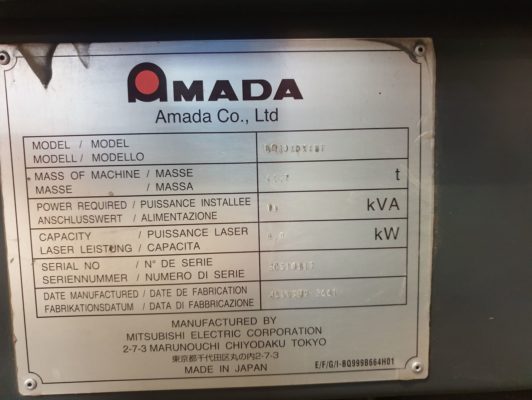 AMADA
Amada Co., Ltd
MODEL / MODEL
MODELL / MODELLO
MASS OF MACHINE / MASSE
MASSE / MASSA
t
POWER REQUIRED / PUISSANCE INSTALLEE
ANSCHLUSSWERT / ALIMENTAZIONE
kVA
CAPACITY / PUISSANCE LASER
LASER LEISTUNG / CAPACITA
kW
SERIAL NO / N° DE SERIE
SERIENNUMMER / NUMERO DI SERIE
DATE MANUFACTURED / DATE DE FABRICATION
FABRIKATIONSDATUM / DATA DI FABBRICAZIONE
MANUFACTURED BY
MITSUBISHI ELECTRIC CORPORATION
2-7-3 MARUNOUCHI CHIYODAKU TOKYO
東京都千代田区丸の内2-7-3
MADE IN JAPAN
E/F/G/I-BQ999B664H01